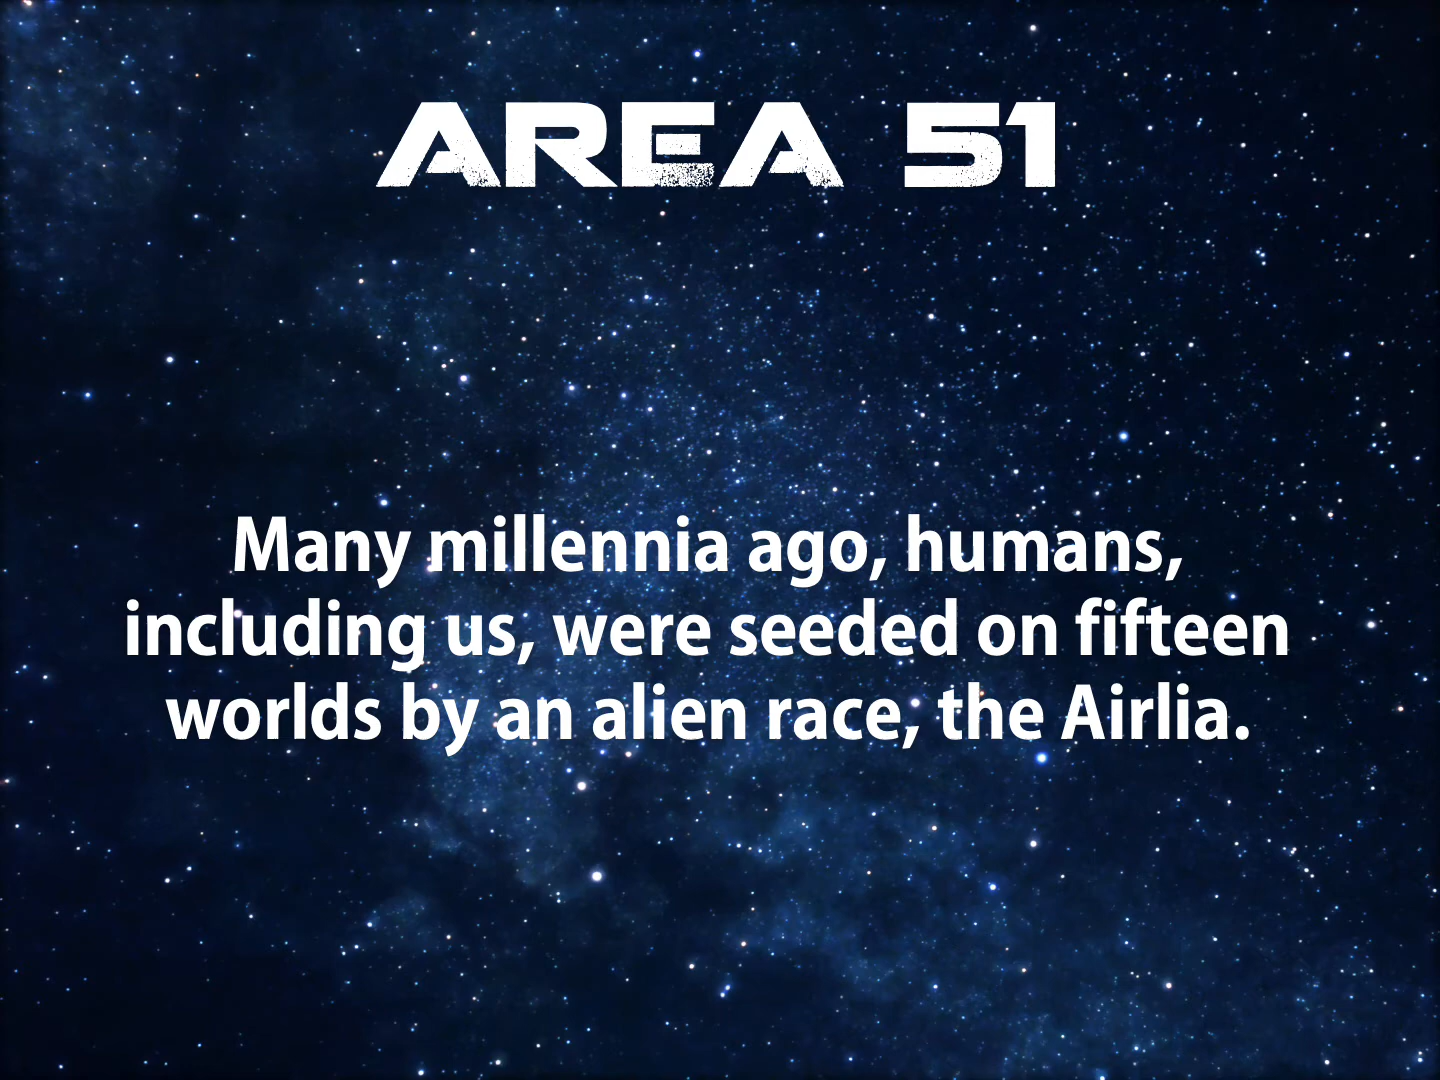 AREA 51
Many millennia ago, humans,
including us, were seeded on fifteen
worlds by an alien race, the Airlia.